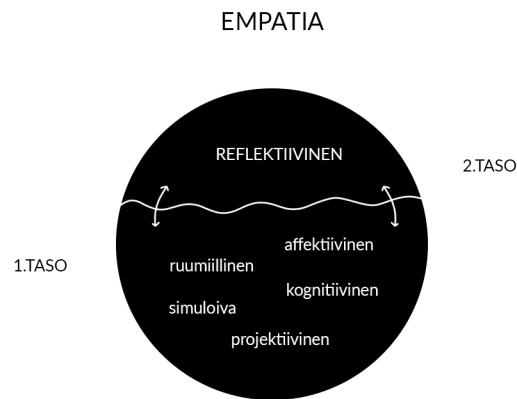 EMPATIA
REFLEKTIIVINEN
2.TASO
affektiivinen
1.TASO
ruumiillinen
kognitiivinen
simuloiva
projektiivinen